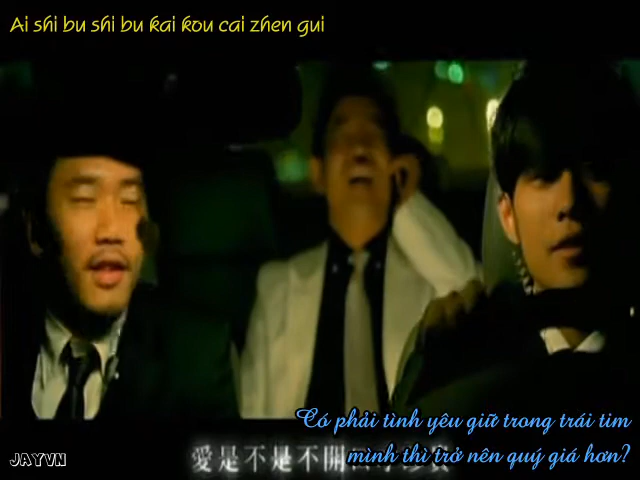 Ai shi bu shi bu kai kou cai zhen gui
Có phải tình yêu giữ trong trái tim
mình thì trở nên quý giá hơn?
愛是不是不開
JAYVN